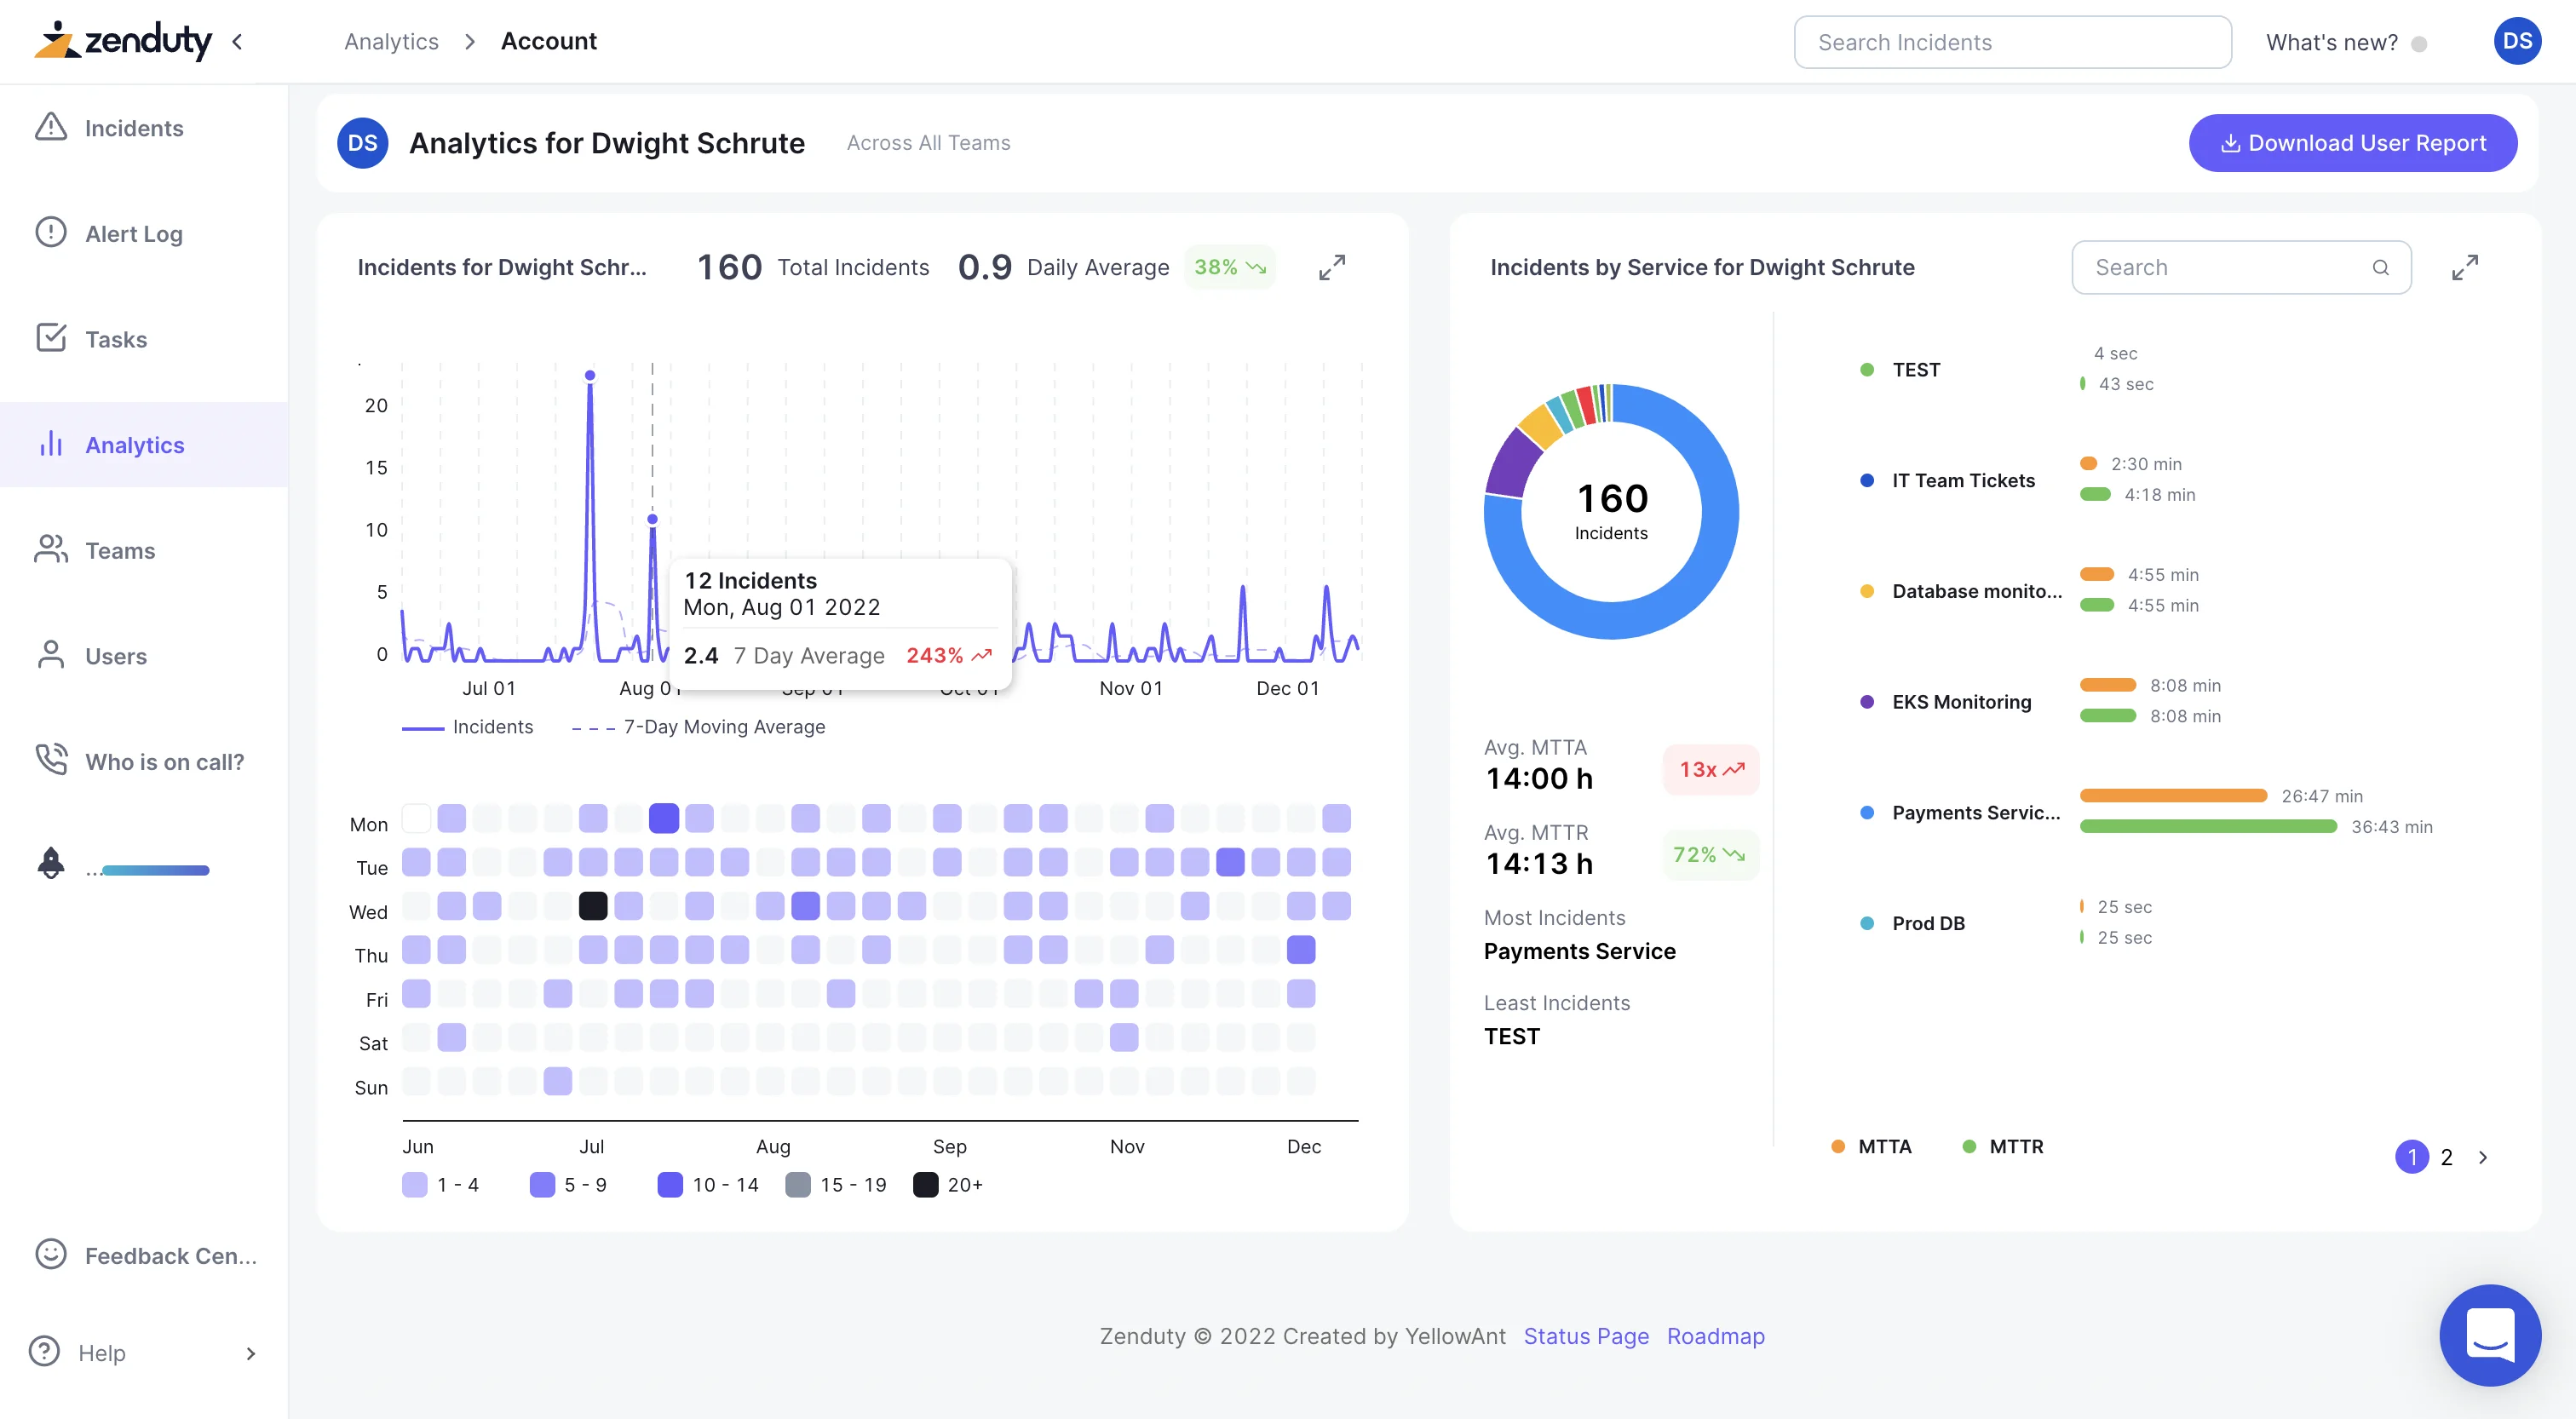 zenduty
Analytics > Account
Search Incidents
What's new?
DS
Incidents
Alert Log
Tasks
Analytics
Teams
Users
Who is on call?
...
Feedback Cen...
Help
DS
Analytics for Dwight Schrute
Across All Teams
Download User Report
Incidents for Dwight Schr...
160 Total Incidents
0.9 Daily Average
38%
20
15
10
5
0
12 Incidents
Mon, Aug 01 2022
2.4 7 Day Average 243%
Jul 01
Aug 01
Sep 01
Oct 01
Nov 01
Dec 01
Incidents
7-Day Moving Average
Mon
Tue
Wed
Thu
Fri
Sat
Sun
Jun
Jul
Aug
Sep
Nov
Dec
1 - 4
5 - 9
10 - 14
15 - 19
20+
Incidents by Service for Dwight Schrute
Search
160
Incidents
Avg. MTTA
14:00 h
13x
Avg. MTTR
14:13 h
72%
Most Incidents
Payments Service
Least Incidents
TEST
TEST
4 sec
43 sec
IT Team Tickets
2:30 min
4:18 min
Database monito...
4:55 min
4:55 min
EKS Monitoring
8:08 min
8:08 min
Payments Servic...
26:47 min
36:43 min
Prod DB
25 sec
25 sec
MTTA
MTTR
1
2
Zenduty © 2022 Created by YellowAnt Status Page Roadmap